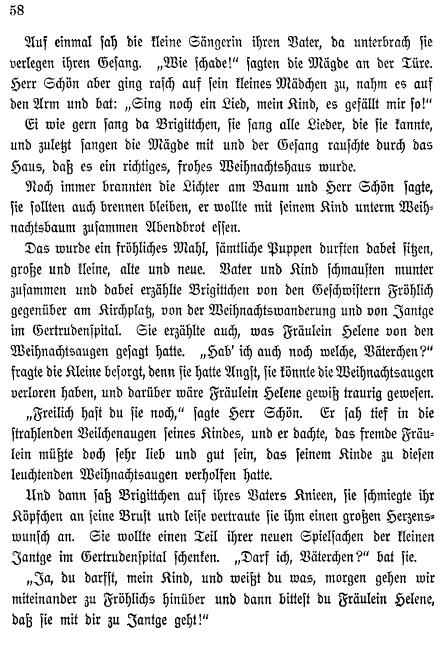 58
Auf einmal sah die kleine Sängerin ihren Vater, da unterbrach sie
verlegen ihren Gesang. „Wie schade!“ sagten die Mägde an der Türe.
Herr Schön aber ging rasch auf sein kleines Mädchen zu, nahm es auf
den Arm und bat: „Sing noch ein Lied, mein Kind, es gefällt mir so!“
Ei wie gern sang da Brigittchen, sie sang alle Lieder, die sie kannte,
und zuletzt sangen die Mägde mit und der Gesang rauschte durch das
Haus, daß es ein richtiges, frohes Weihnachtshaus wurde.
Noch immer brannten die Lichter am Baum und Herr Schön sagte,
sie sollten auch brennen bleiben, er wollte mit seinem Kind unterm Weih-
nachtsbaum zusammen Abendbrot essen.
Das wurde ein fröhliches Mahl, sämtliche Puppen durften dabei sitzen,
große und kleine, alte und neue. Vater und Kind schmausten munter
zusammen und dabei erzählte Brigittchen von den Geschwistern Fröhlich
gegenüber am Kirchplatz, von der Weihnachtswanderung und von Jantge
im Gertrudenspital. Sie erzählte auch, was Fräulein Helene von den
Weihnachtsaugen gesagt hatte. „Hab' ich auch noch welche, Väterchen?“
fragte die Kleine besorgt, denn sie hatte Angst, sie könnte die Weihnachtsaugen
verloren haben, und darüber wäre Fräulein Helene gewiß traurig gewesen.
„Freilich hast du sie noch,“ sagte Herr Schön. Er sah tief in die
strahlenden Veilchenaugen seines Kindes, und er dachte, das fremde Fräu-
lein müßte doch sehr lieb und gut sein, das seinem Kinde zu diesen
leuchtenden Weihnachtsaugen verholfen hatte.
Und dann saß Brigittchen auf ihres Vaters Knieen, sie schmiegte ihr
Köpfchen an seine Brust und leise vertraute sie ihm einen großen Herzens-
wunsch an. Sie wollte einen Teil ihrer neuen Spielsachen der kleinen
Jantge im Gertrudenspital schenken. „Darf ich, Väterchen?“ bat sie.
„Ja, du darfst, mein Kind, und weißt du was, morgen gehen wir
miteinander zu Fröhlichs hinüber und dann bittest du Fräulein Helene,
daß sie mit dir zu Jantge geht!“